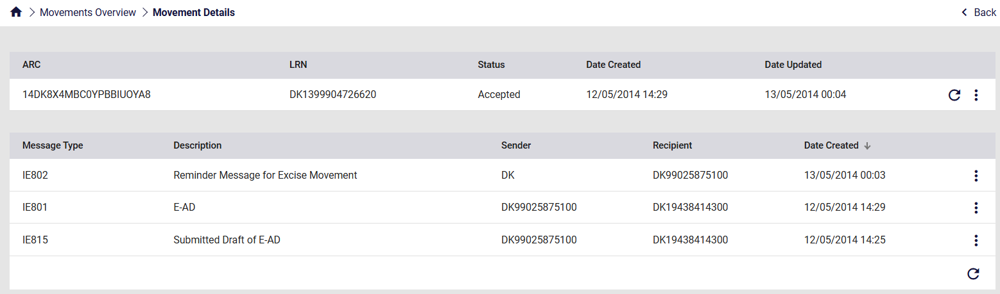 Movements Overview Movement Details Back
ARC LRN Status Date Created Date Updated
14DK8X4MBC0YPBBIUOYA8 DK1399904726620 Accepted 12/05/2014 14:29 13/05/2014 00:04
Message Type Description Sender Recipient Date Created
IE802 Reminder Message for Excise Movement DK DK99025875100 13/05/2014 00:03
IE801 E-AD DK99025875100 DK19438414300 12/05/2014 14:29
IE815 Submitted Draft of E-AD DK99025875100 DK19438414300 12/05/2014 14:25